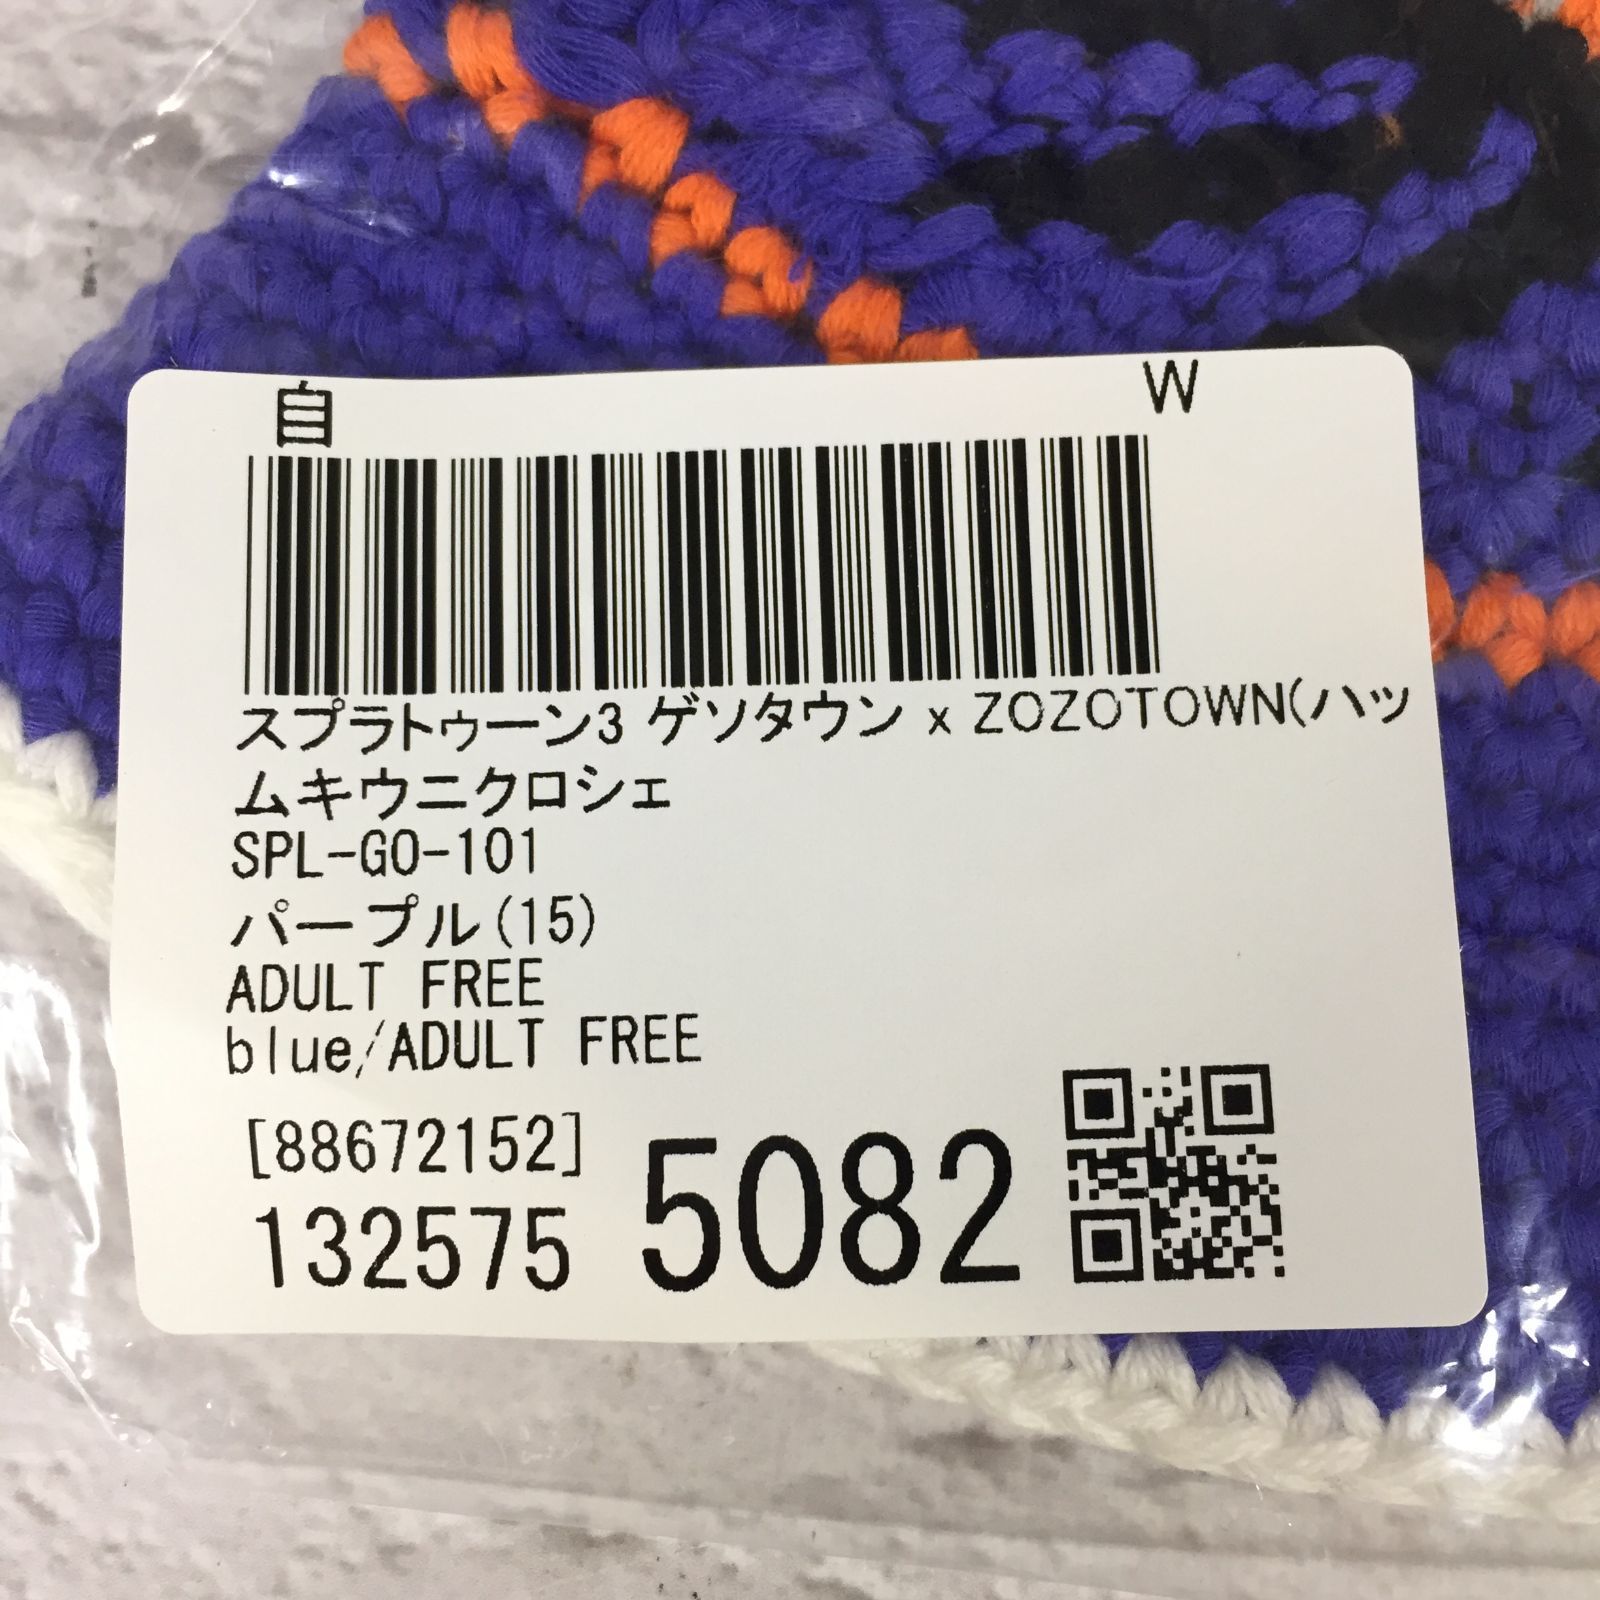 自 W
スプラトゥーン3 ゲソタウン x ZOZOTOWN(ハッ
ムキウニクロシェ
SPL-GO-101
パープル(15)
ADULT FREE
blue/ADULT FREE
[88672152]
132575 5082